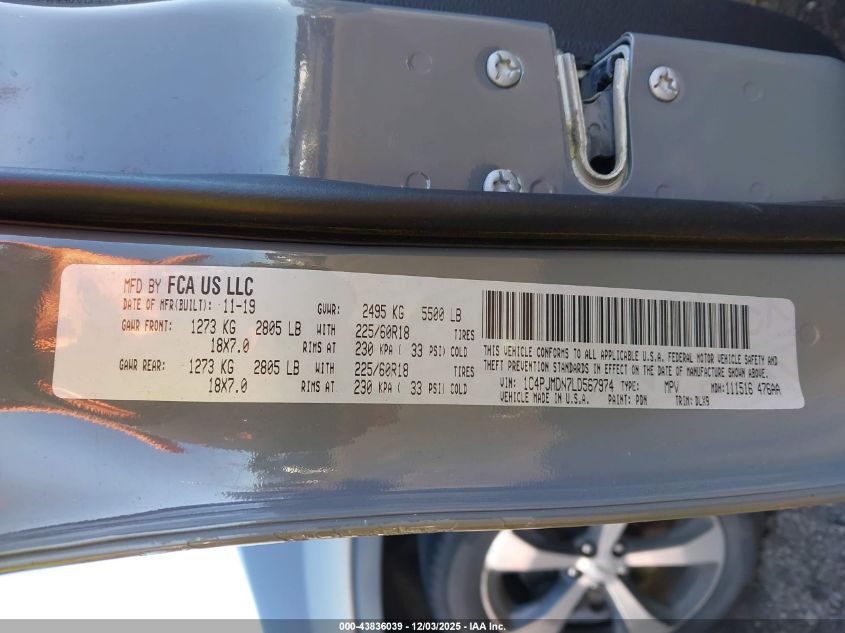 MFD BY FCA US LLC
DATE OF MFR(BUILT): 11-19 GVWR: 2495 KG 5500 LB
GAWR FRONT: 1273 KG 2805 LB WITH 225/60R18 TIRES
18X7.0 RIMS AT 230 KPA ( 33 PSI) COLD
GAWR REAR: 1273 KG 2805 LB WITH 225/60R18 TIRES
18X7.0 RIMS AT 230 KPA ( 33 PSI) COLD
THIS VEHICLE CONFORMS TO ALL APPLICABLE U.S.A. FEDERAL MOTOR VEHICLE SAFETY AND
THEFT PREVENTION STANDARDS IN EFFECT ON THE DATE OF MANUFACTURE SHOWN ABOVE.
VIN: 1C4PJMDN7LD567974 TYPE: MPV MDH: 111516 476AA
VEHICLE MADE IN U.S.A. PAINT: PDN TRIM: DLX9
000-43836039 - 12/03/2025 - IAA Inc.